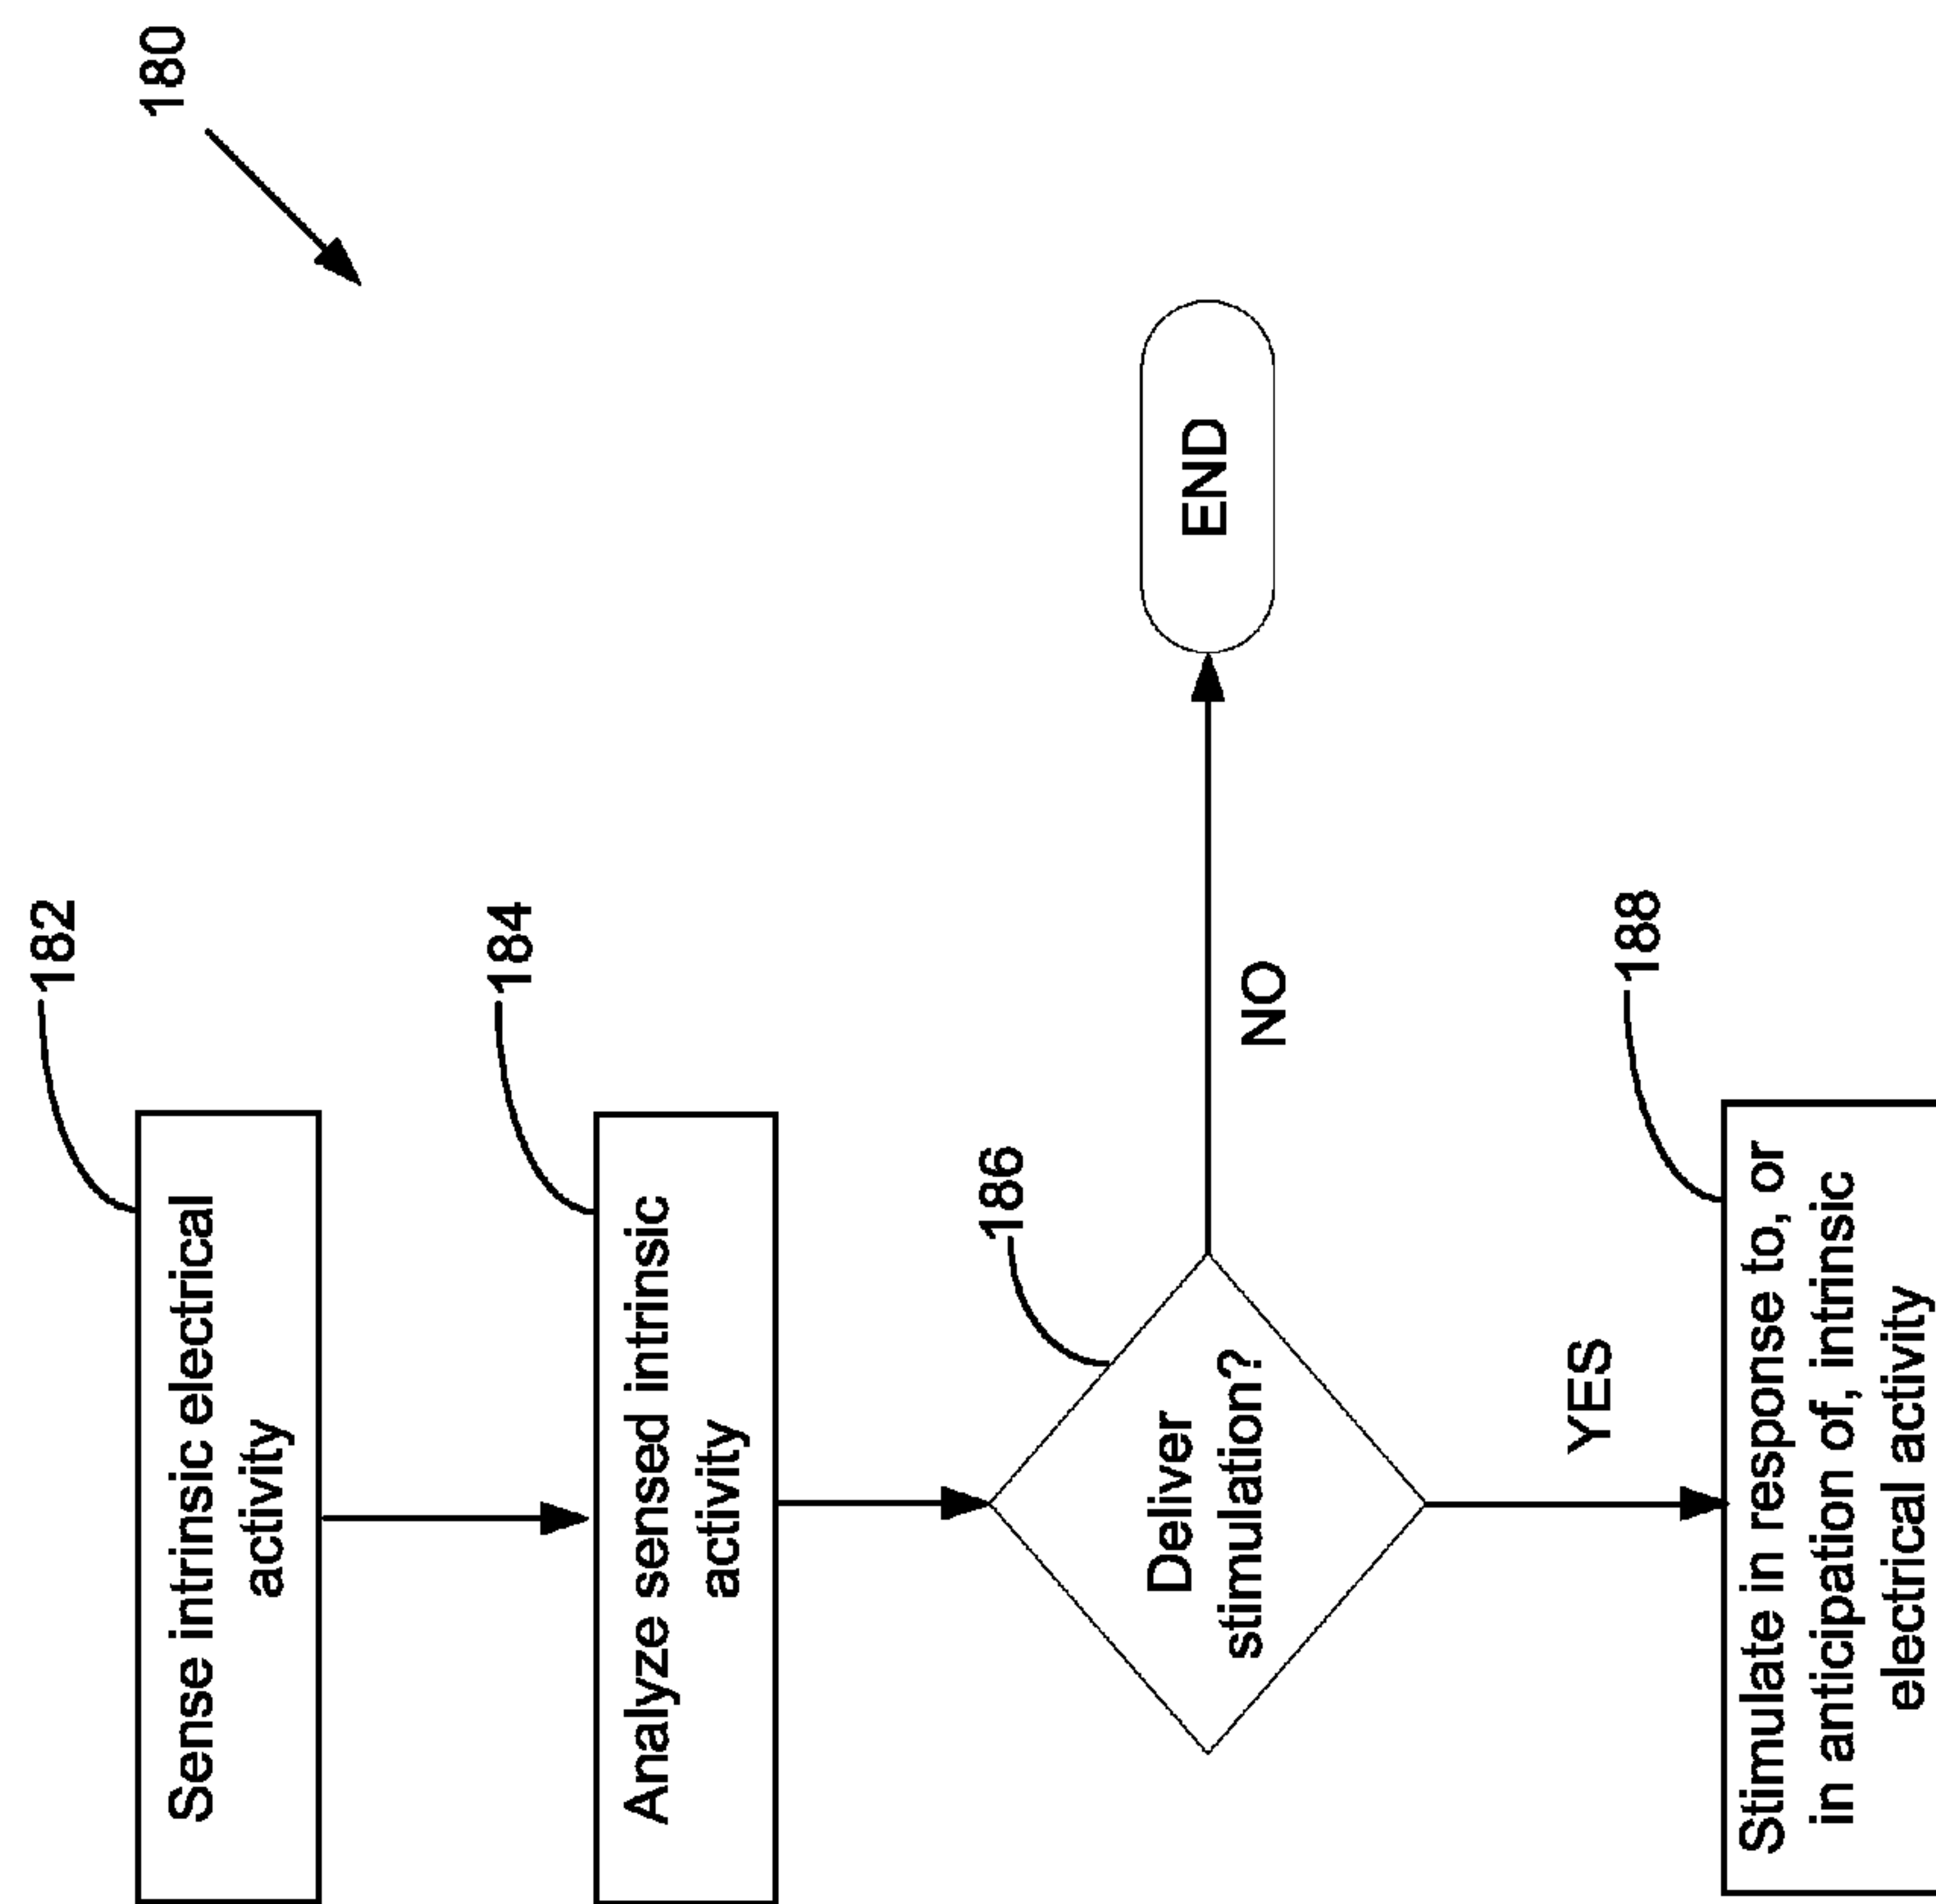 180
182
Sense intrinsic electrical
activity
184
Analyze sensed intrinsic
activity
186
Deliver
stimulation?
NO
END
YES
188
Stimulate in response to, or
in anticipation of, intrinsic
electrical activity